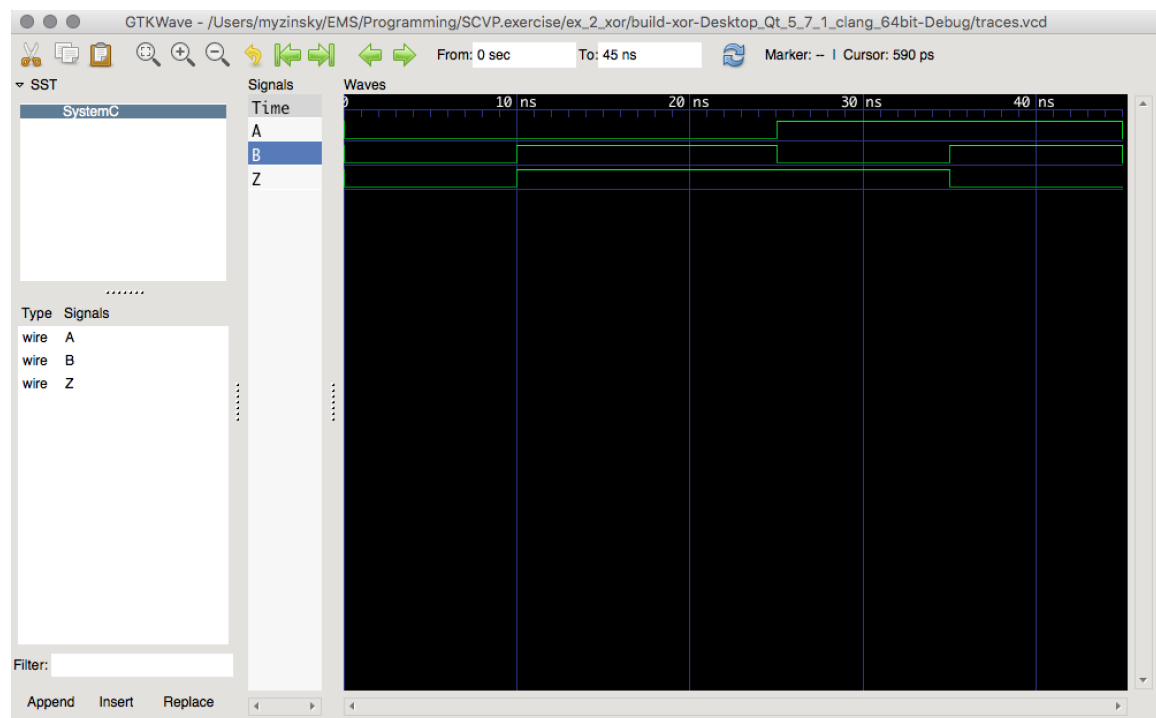 GTKWave - /Users/myzinsky/EMS/Programming/SCVP.exercise/ex_2_xor/build-xor-Desktop_Qt_5_7_1_clang_64bit-Debug/traces.vcd
From: 0 sec To: 45 ns Marker: -- | Cursor: 590 ps
SST
SystemC
Signals
Time
A
B
Z
Waves
0 10 ns 20 ns 30 ns 40 ns
Type Signals
wire A
wire B
wire Z
Filter:
Append Insert Replace